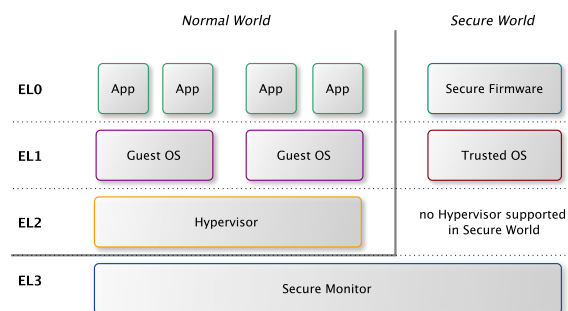 Normal World Secure World
EL0 App App App App Secure Firmware
EL1 Guest OS Guest OS Trusted OS
EL2 Hypervisor no Hypervisor supported
in Secure World
EL3 Secure Monitor